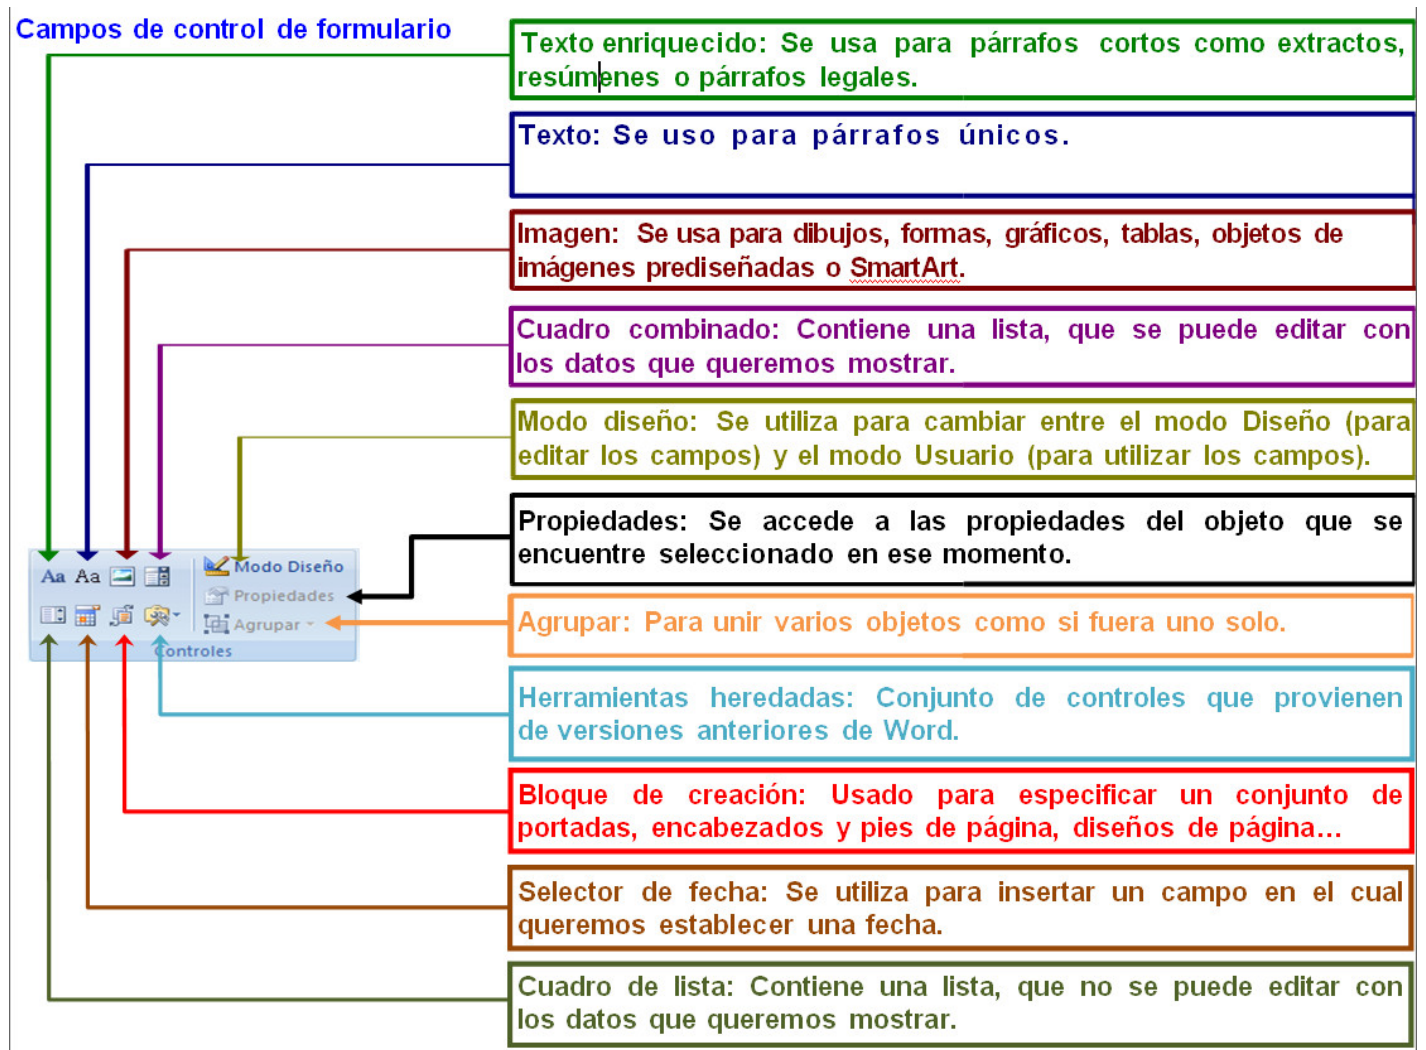 Campos de control de formulario
Texto enriquecido: Se usa para párrafos cortos como extractos,
resúmenes o párrafos legales.
Texto: Se uso para párrafos únicos.
Imagen: Se usa para dibujos, formas, gráficos, tablas, objetos de
imágenes prediseñadas o SmartArt.
Cuadro combinado: Contiene una lista, que se puede editar con
los datos que queremos mostrar.
Modo diseño: Se utiliza para cambiar entre el modo Diseño (para
editar los campos) y el modo Usuario (para utilizar los campos).
Propiedades: Se accede a las propiedades del objeto que se
encuentre seleccionado en ese momento.
Aa Aa Modo Diseño
Propiedades
Agrupar
Controles
Agrupar: Para unir varios objetos como si fuera uno solo.
Herramientas heredadas: Conjunto de controles que provienen
de versiones anteriores de Word.
Bloque de creación: Usado para especificar un conjunto de
portadas, encabezados y pies de página, diseños de página...
Selector de fecha: Se utiliza para insertar un campo en el cual
queremos establecer una fecha.
Cuadro de lista: Contiene una lista, que no se puede editar con
los datos que queremos mostrar.